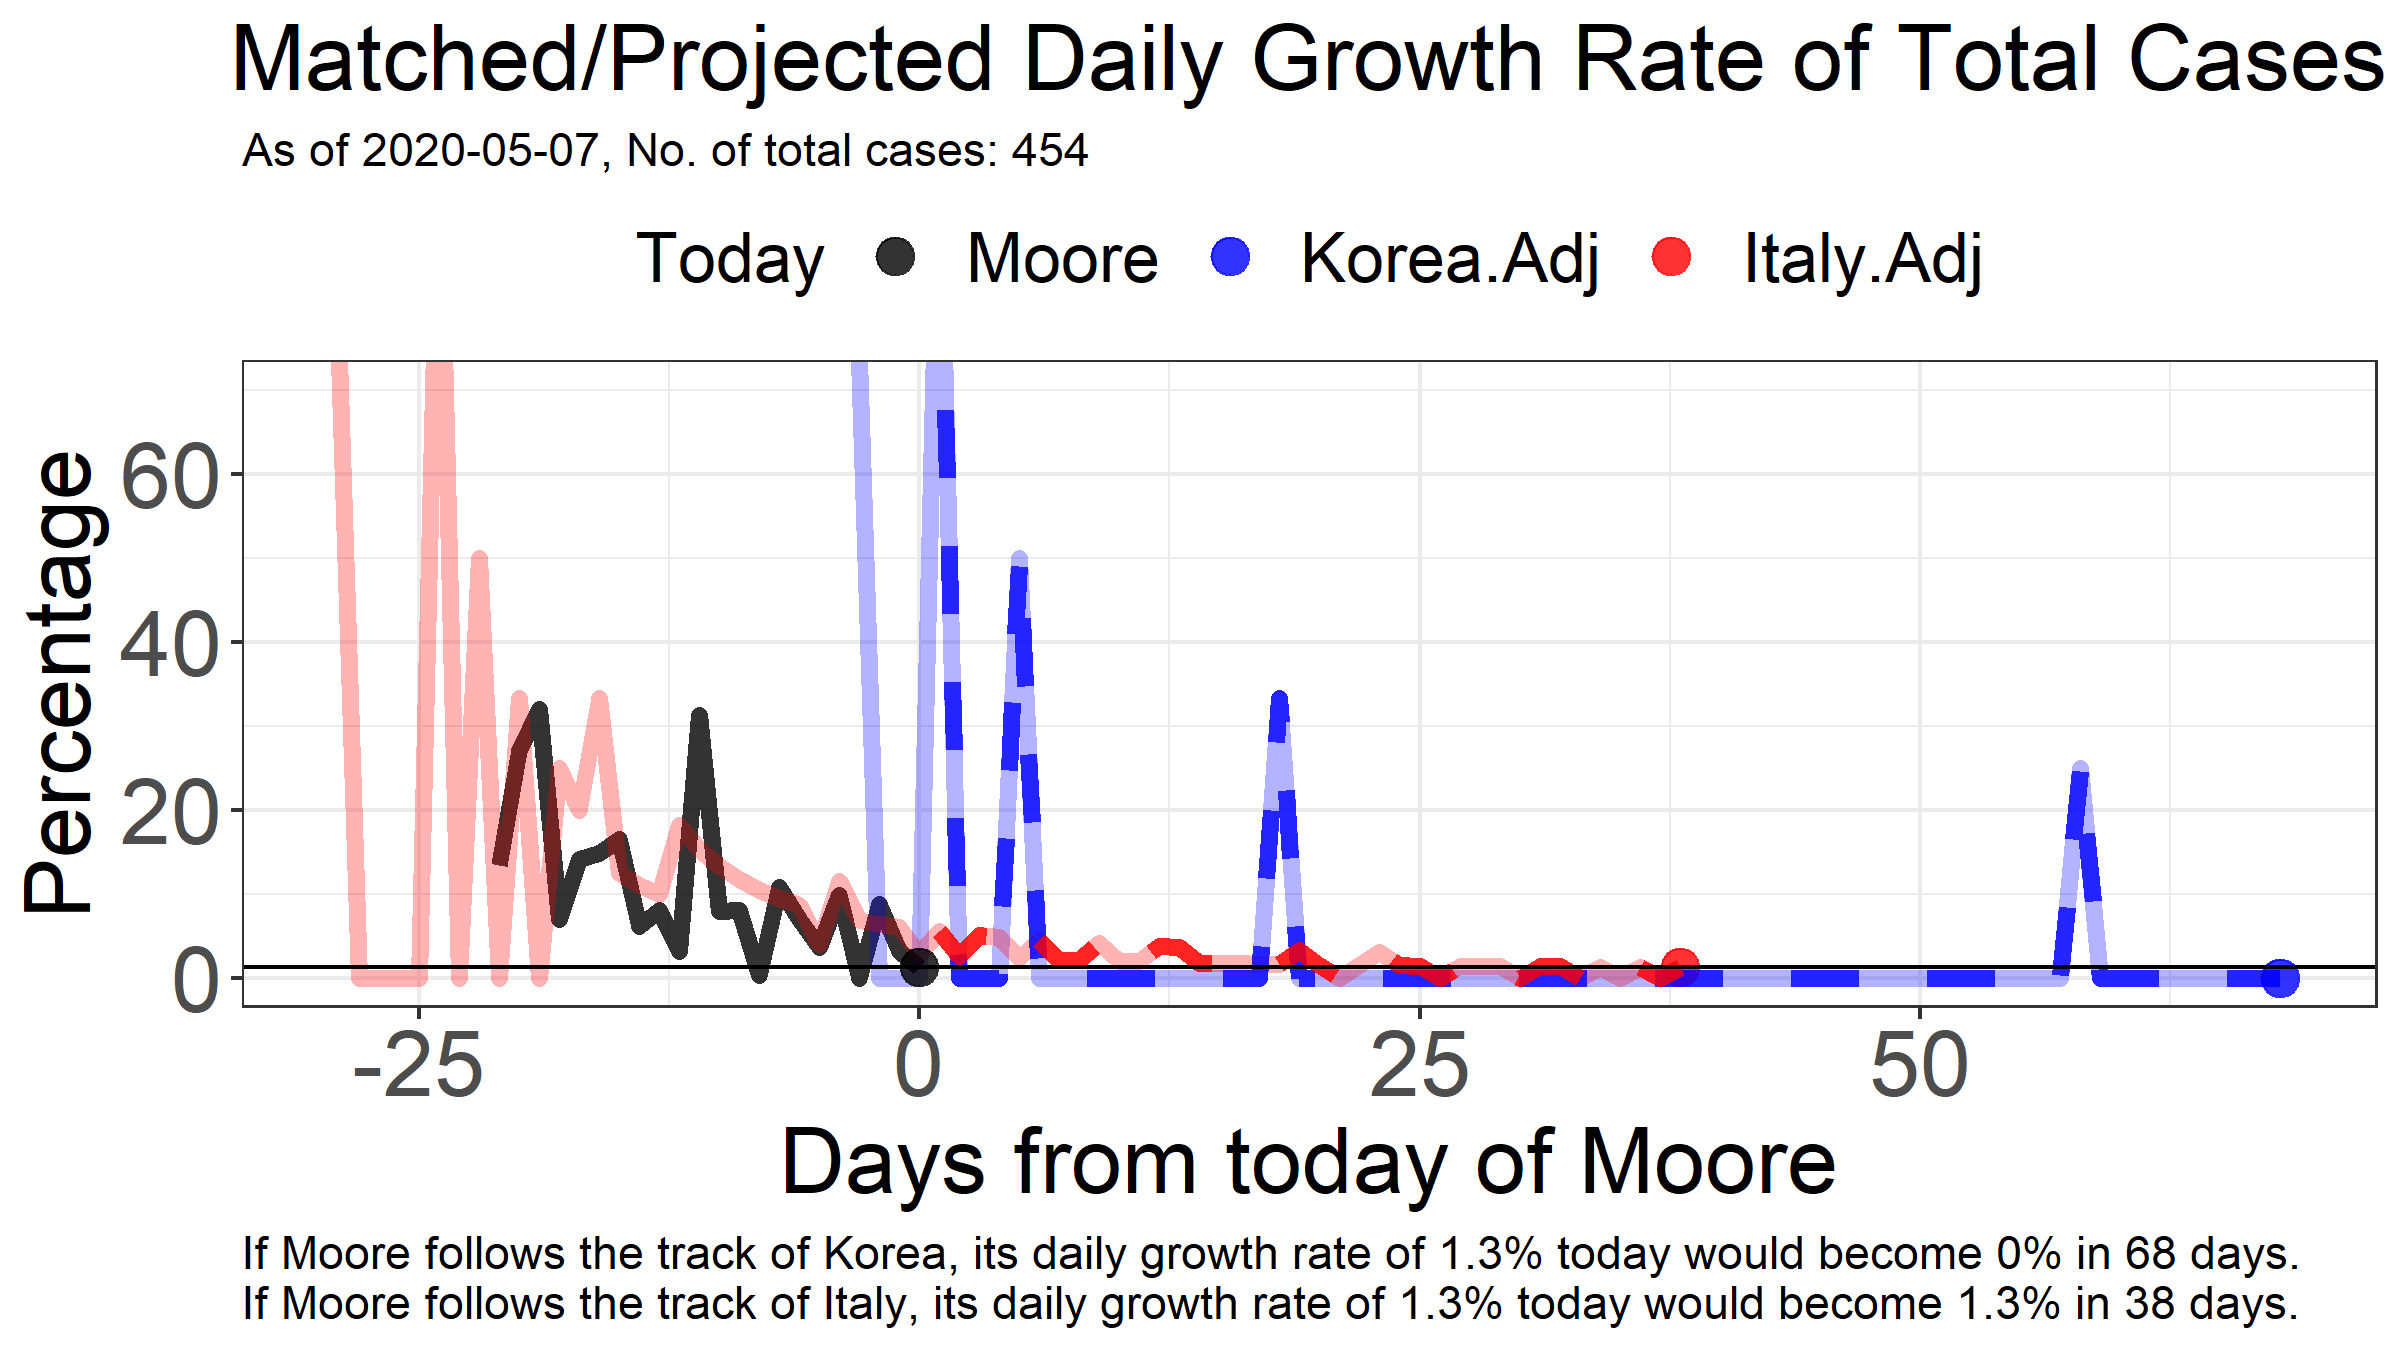 Matched/Projected Daily Growth Rate of Total Cases
As of 2020-05-07, No. of total cases: 454
Today Moore Korea.Adj Italy.Adj
Percentage
60
40
20
0
-25 0 25 50
Days from today of Moore
If Moore follows the track of Korea, its daily growth rate of 1.3% today would become 0% in 68 days.
If Moore follows the track of Italy, its daily growth rate of 1.3% today would become 1.3% in 38 days.